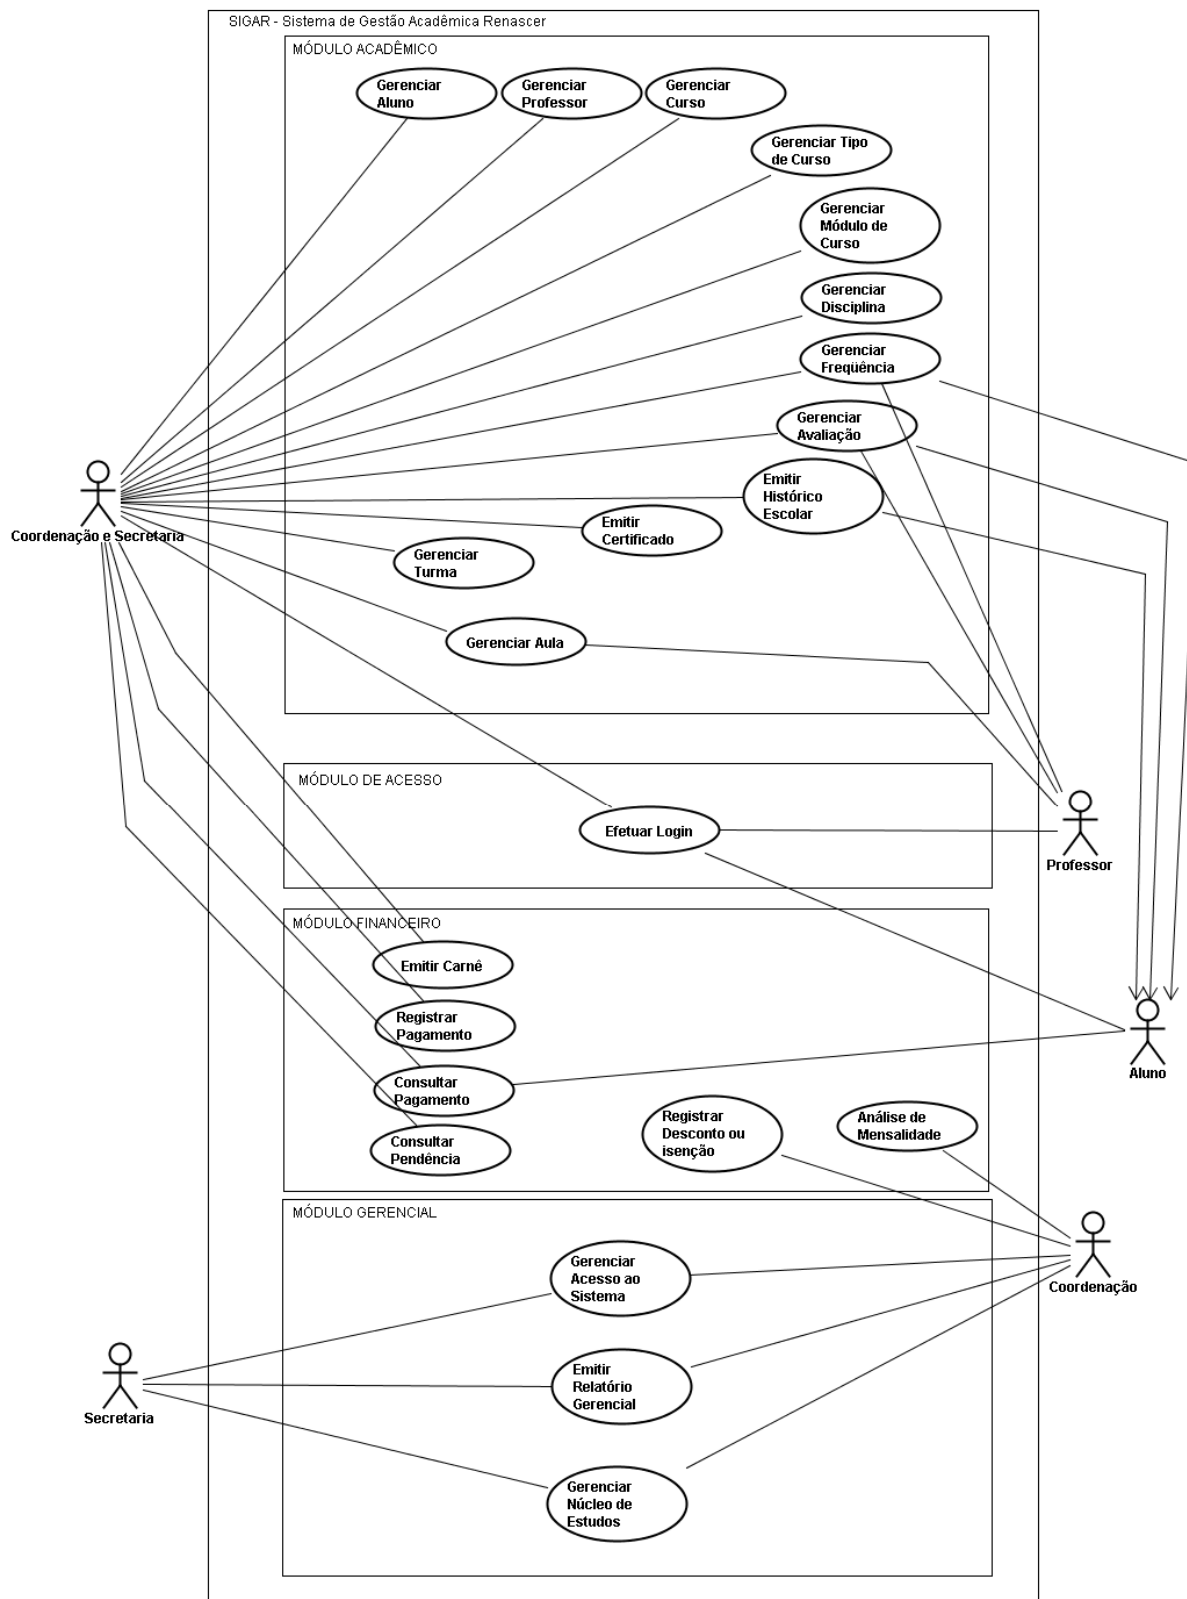 SIGAR - Sistema de Gestão Acadêmica Renascer
MÓDULO ACADÊMICO
Gerenciar
Aluno
Gerenciar
Professor
Gerenciar
Curso
Gerenciar Tipo
de Curso
Gerenciar
Módulo de
Curso
Gerenciar
Disciplina
Gerenciar
Freqüência
Gerenciar
Avaliação
Emitir
Histórico
Escolar
Emitir
Certificado
Coordenação e Secretaria
Gerenciar
Turma
Gerenciar Aula
MÓDULO DE ACESSO
Efetuar Login
Professor
MÓDULO FINANCEIRO
Emitir Carnê
Registrar
Pagamento
Consultar
Pagamento
Aluno
Registrar
Desconto ou
isenção
Análise de
Mensalidade
Consultar
Pendência
MÓDULO GERENCIAL
Gerenciar
Acesso ao
Sistema
Coordenação
Emitir
Relatório
Gerencial
Secretaria
Gerenciar
Núcleo de
Estudos